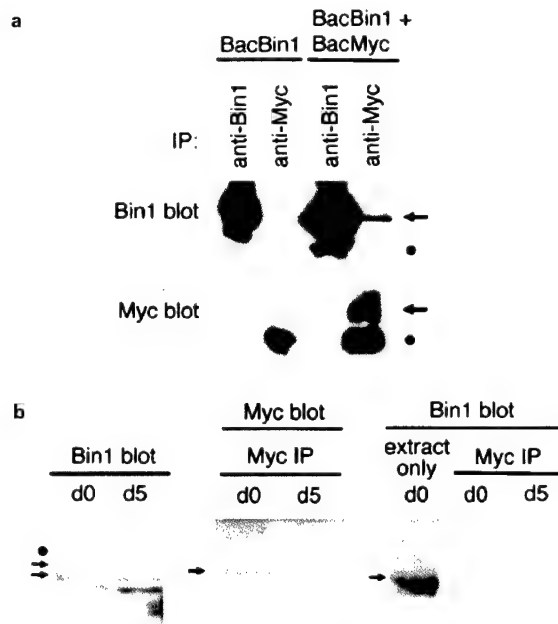 a
BacBin1
BacBin1 +
BacMyc
IP:
anti-Bin1
anti-Myc
anti-Bin1
anti-Myc
Bin1 blot
Myc blot
b
Bin1 blot
d0 d5
Myc blot
Myc IP
d0 d5
Bin1 blot
extract
only
Myc IP
d0 d0 d5